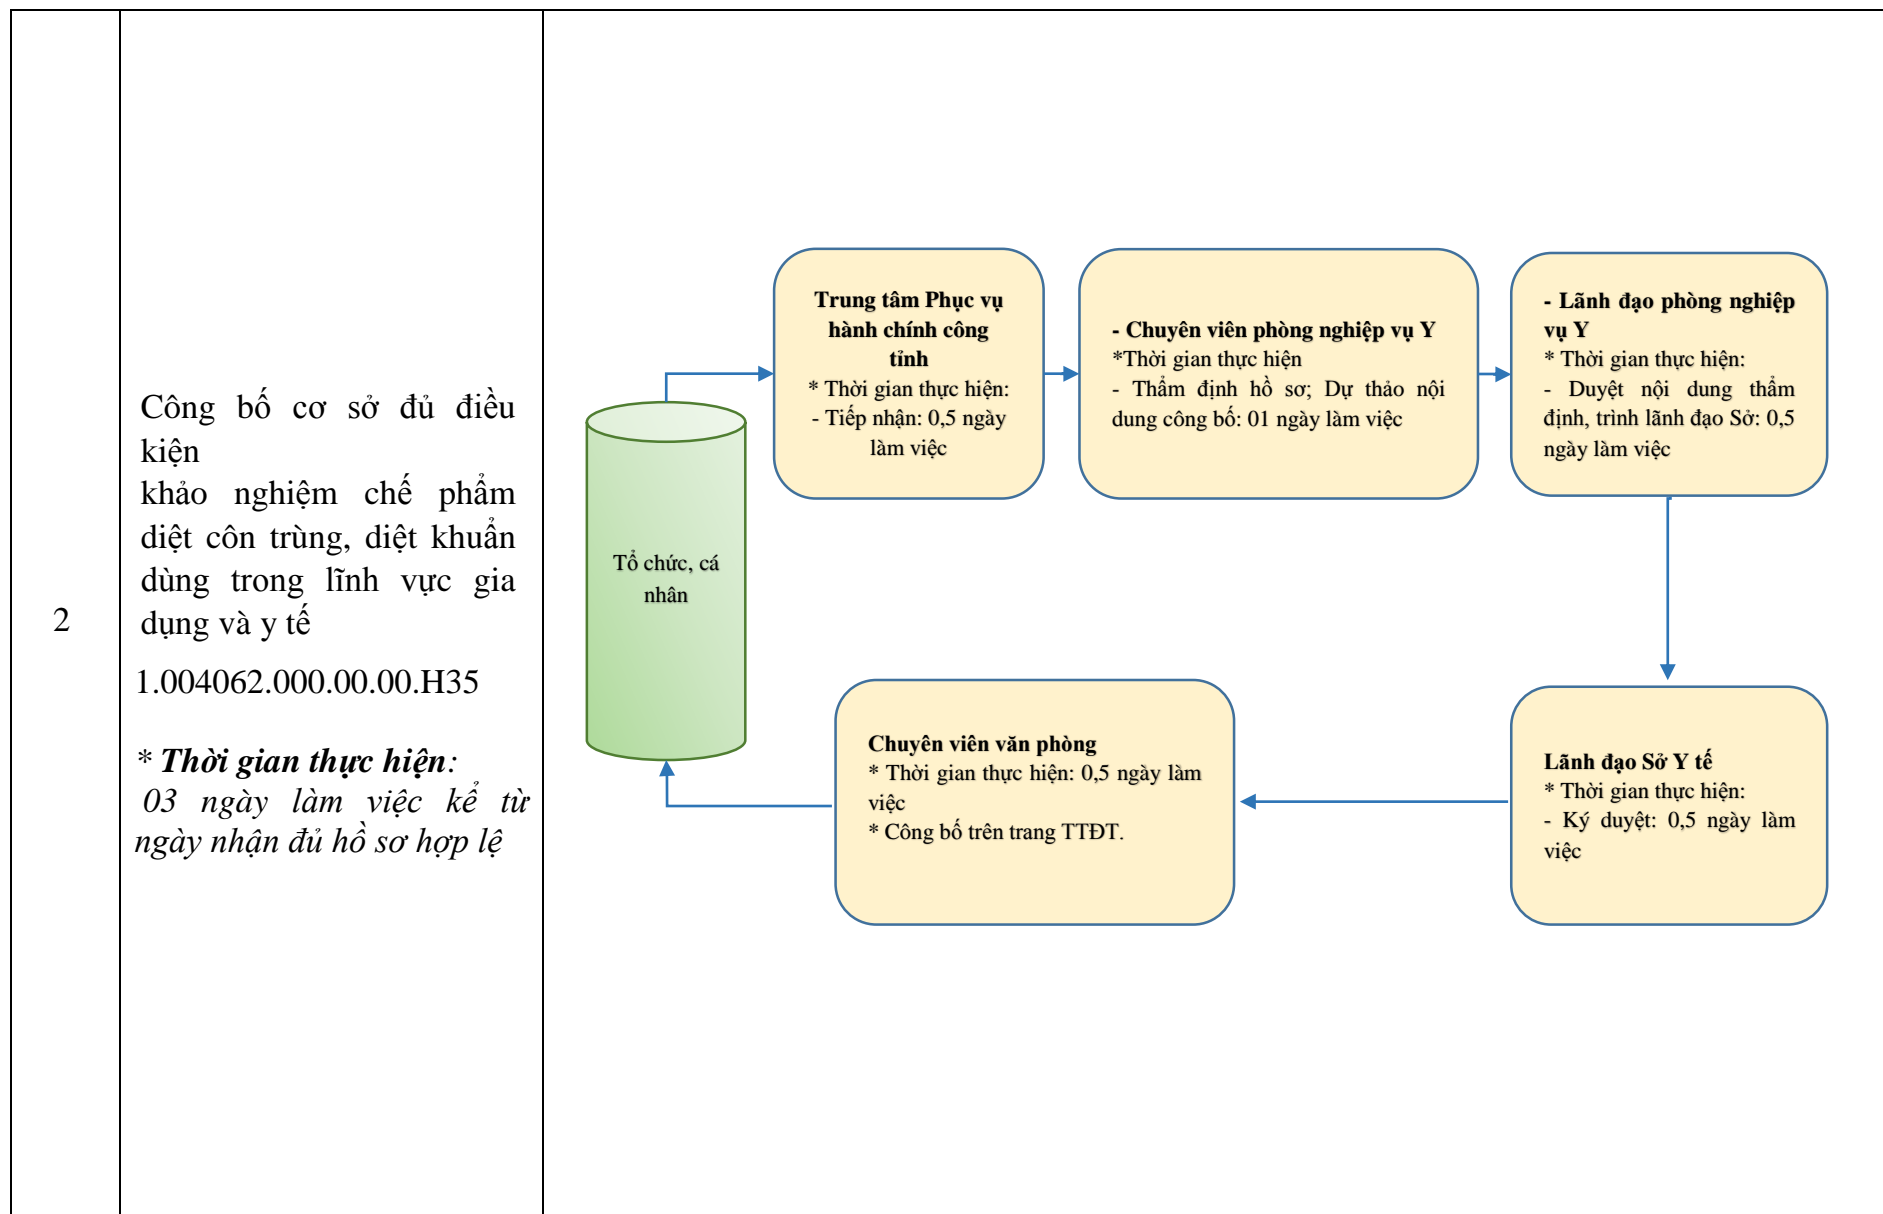 2
Công bố cơ sở đủ điều
kiện
khảo nghiệm chế phẩm
diệt côn trùng, diệt khuẩn
dùng trong lĩnh vực gia
dụng và y tế
1.004062.000.00.00.H35
* Thời gian thực hiện:
03 ngày làm việc kể từ
ngày nhận đủ hồ sơ hợp lệ
Tổ chức, cá
nhân
Trung tâm Phục vụ
hành chính công
tỉnh
* Thời gian thực hiện:
- Tiếp nhận: 0,5 ngày
làm việc
- Chuyên viên phòng nghiệp vụ Y
*Thời gian thực hiện
- Thẩm định hồ sơ; Dự thảo nội
dung công bố: 01 ngày làm việc
- Lãnh đạo phòng nghiệp
vụ Y
* Thời gian thực hiện:
- Duyệt nội dung thẩm
định, trình lãnh đạo Sở: 0,5
ngày làm việc
Lãnh đạo Sở Y tế
* Thời gian thực hiện:
- Ký duyệt: 0,5 ngày làm
việc
Chuyên viên văn phòng
* Thời gian thực hiện: 0,5 ngày làm
việc
* Công bố trên trang TTĐT.